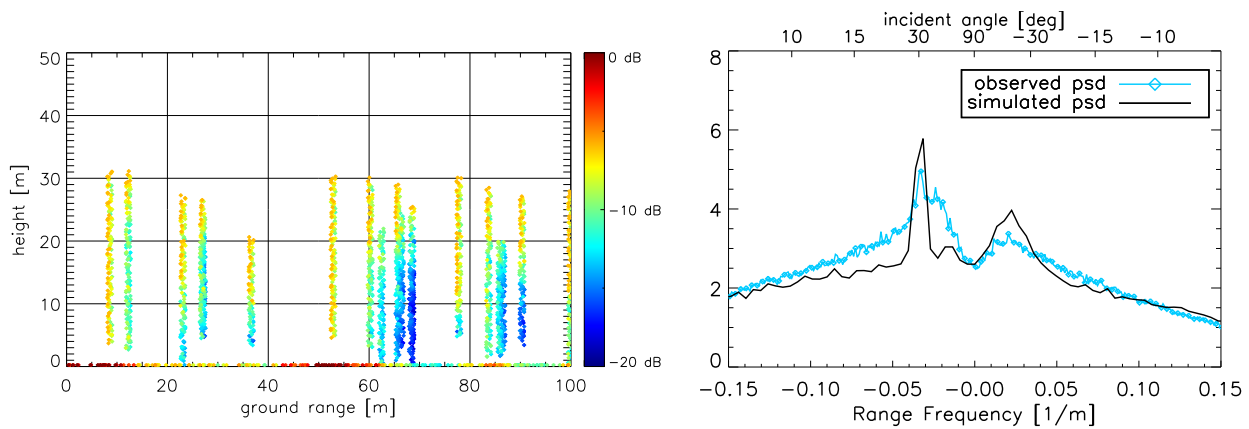 incident angle [deg]
10 15 30 90 -30 -15 -10
50
40
30
20
10
0
height [m]
0 20 40 60 80 100
ground range [m]
0 dB
-10 dB
-20 dB
8
6
4
2
0
observed psd
simulated psd
-0.15 -0.10 -0.05 -0.00 0.05 0.10 0.15
Range Frequency [1/m]